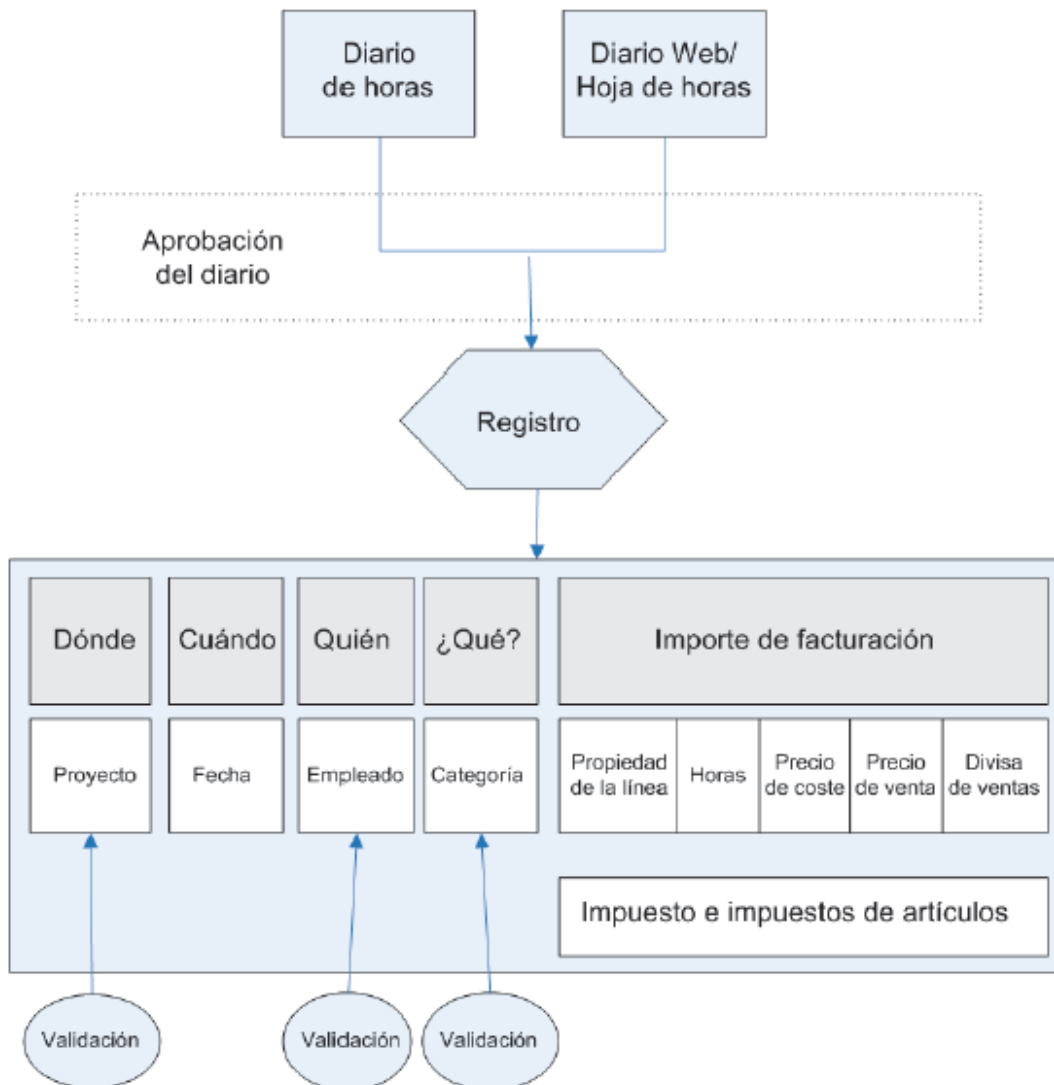 Diario
de horas
Diario Web/
Hoja de horas
Aprobación
del diario
Registro
Dónde
Cuándo
Quién
¿Qué?
Importe de facturación
Proyecto
Fecha
Empleado
Categoría
Propiedad
de la línea
Horas
Precio
de coste
Precio
de venta
Divisa
de ventas
Impuesto e impuestos de artículos
Validación
Validación
Validación